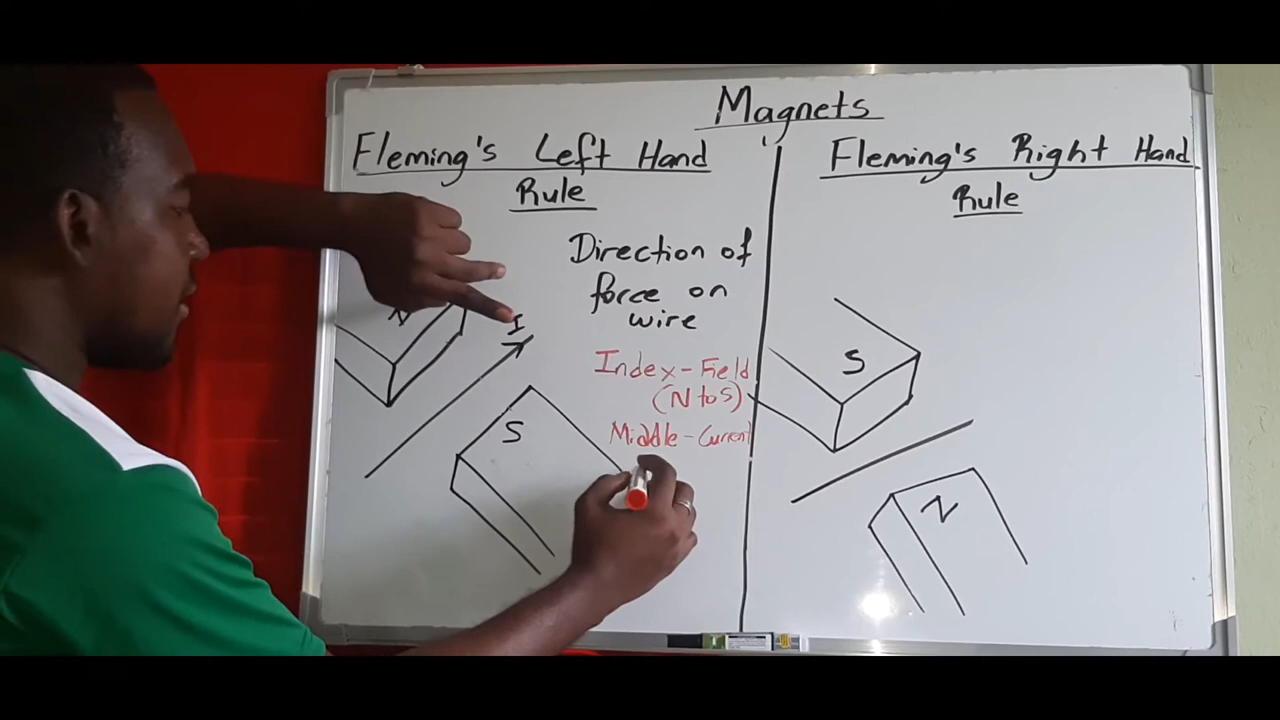 Magnets
Fleming's Left Hand
Rule
Direction of
force on
wire
Index - Field
(N to S)
Middle - Current
N
I
S
Fleming's Right Hand
Rule
S
N